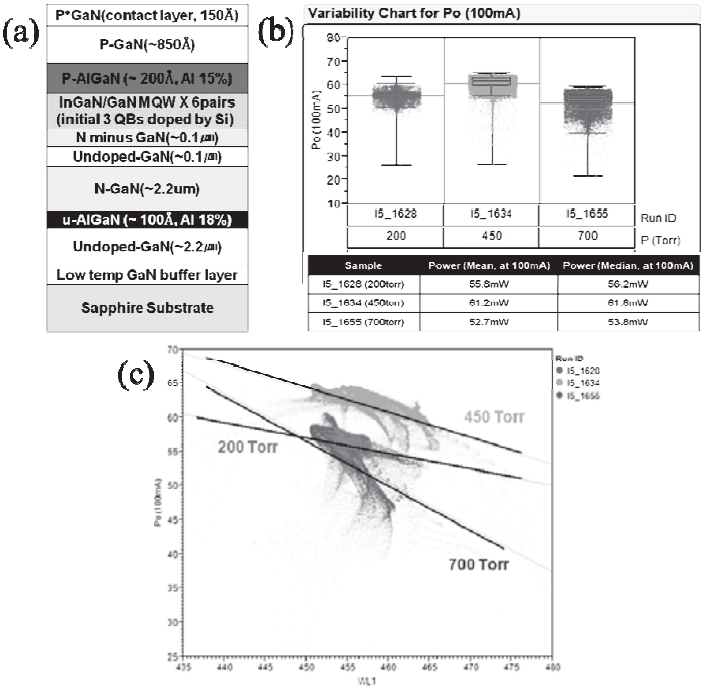 (a)
P⁺GaN(contact layer, 150Å)
P-GaN(~850Å)
P-AlGaN(~ 200Å, Al 15%)
InGaN/GaN MQW X 6pairs
(initial 3 QBs doped by Si)
N minus GaN(~0.1㎛)
Undoped-GaN(~0.1㎛)
N-GaN(~2.2um)
u-AlGaN (~ 100Å, Al 18%)
Undoped-GaN(~2.2㎛)
Low temp GaN buffer layer
Sapphire Substrate
(b)
Variability Chart for Po (100mA)
Po (100mA)
80
70
60
50
40
30
20
10
I5_1628 I5_1634 I5_1655 Run ID
200 450 700 P (Torr)
Sample Power (Mean, at 100mA) Power (Median, at 100mA)
I5_1628 (200torr) 55.8mW 56.2mW
I5_1634 (450torr) 61.2mW 61.8mW
I5_1655 (700torr) 52.7mW 53.8mW
(c)
Po (100mA)
70
65
60
55
50
45
40
35
30
25
450 Torr
200 Torr
700 Torr
Run ID
I5_1628
I5_1634
I5_1655
435 440 445 450 455 460 465 470 475 480
WL1